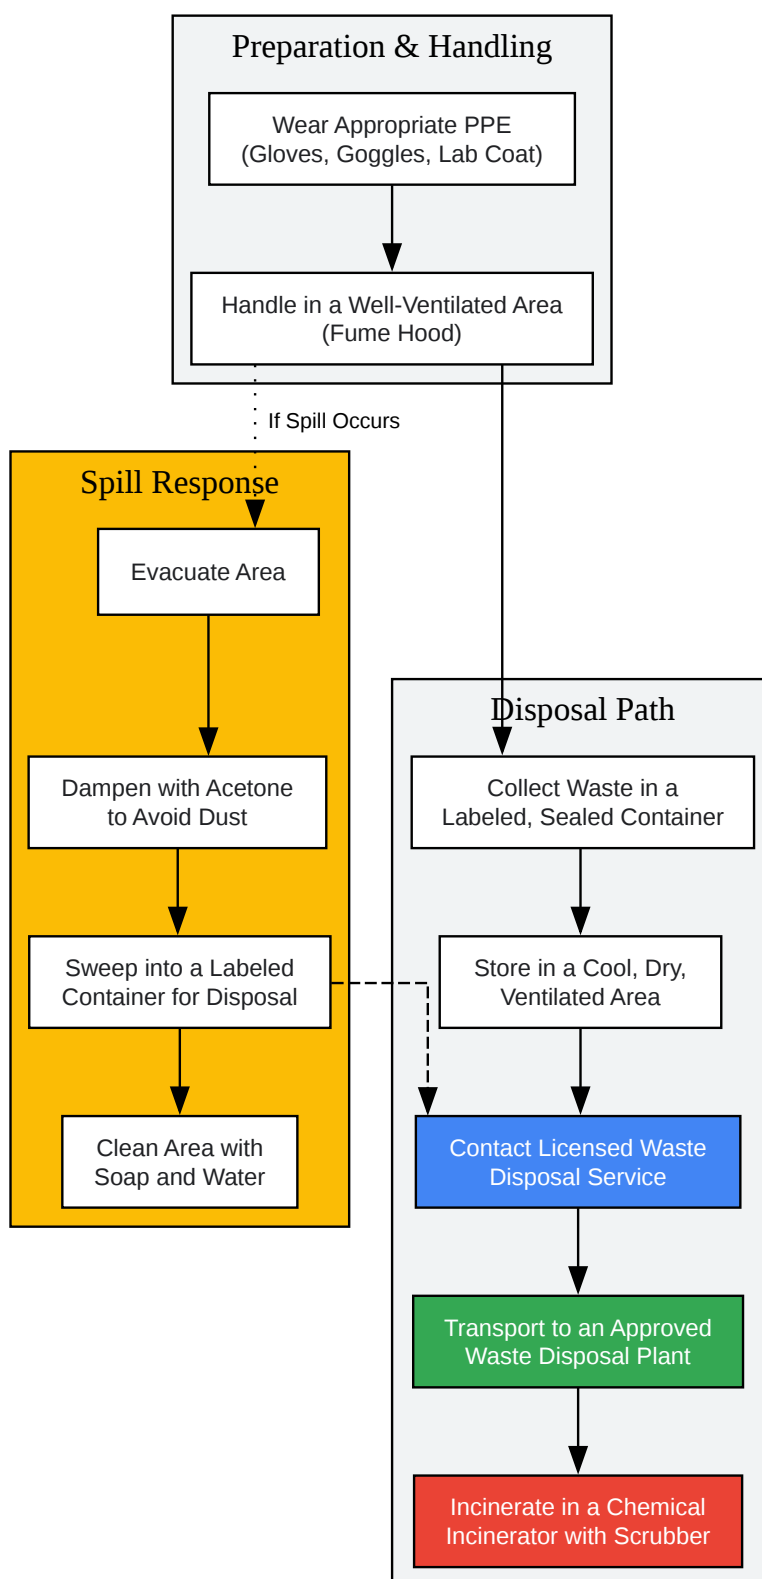 Preparation & Handling
Wear Appropriate PPE
(Gloves, Goggles, Lab Coat)
Handle in a Well-Ventilated Area
(Fume Hood)
If Spill Occurs
Spill Response
Evacuate Area
Dampen with Acetone
to Avoid Dust
Sweep into a Labeled
Container for Disposal
Clean Area with
Soap and Water
Disposal Path
Collect Waste in a
Labeled, Sealed Container
Store in a Cool, Dry,
Ventilated Area
Contact Licensed Waste
Disposal Service
Transport to an Approved
Waste Disposal Plant
Incinerate in a Chemical
Incinerator with Scrubber